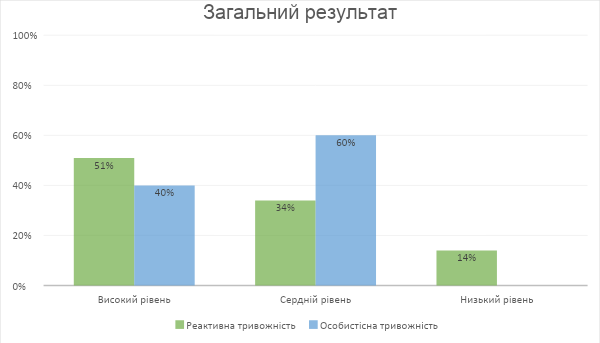 Загальний результат
100%
80%
60%
40%
20%
0%
51%
40%
34%
60%
14%
Високий рівень
Сердній рівень
Низький рівень
Реактивна тривожність
Особистісна тривожність